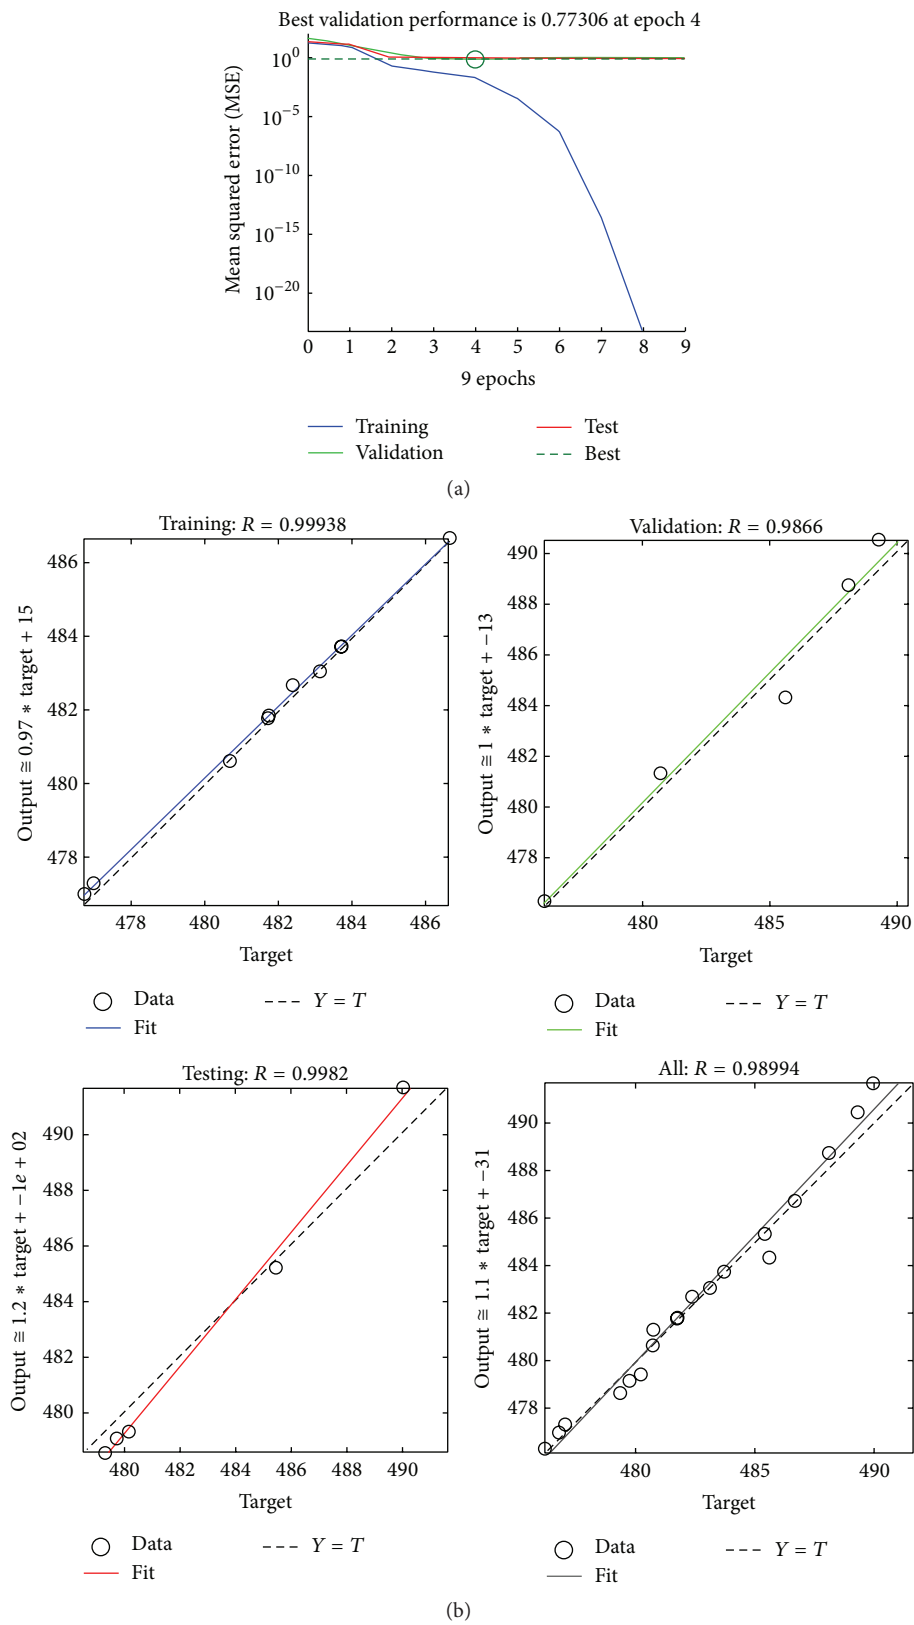 Best validation performance is 0.77306 at epoch 4
Mean squared error (MSE)
10^0
10^−5
10^−10
10^−15
10^−20
0 1 2 3 4 5 6 7 8 9
9 epochs
Training
Validation
Test
Best
(a)
Training: R = 0.99938
Output ≅ 0.97 ∗ target + 15
486
484
482
480
478
478 480 482 484 486
Target
Data
Fit
Y = T
Validation: R = 0.9866
Output ≅ 1 ∗ target + −13
490
488
486
484
482
480
478
480 485 490
Target
Data
Fit
Y = T
Testing: R = 0.9982
Output ≅ 1.2 ∗ target + −1e + 02
490
488
486
484
482
480
480 482 484 486 488 490
Target
Data
Fit
Y = T
All: R = 0.98994
Output ≅ 1.1 ∗ target + −31
490
488
486
484
482
480
478
480 485 490
Target
Data
Fit
Y = T
(b)